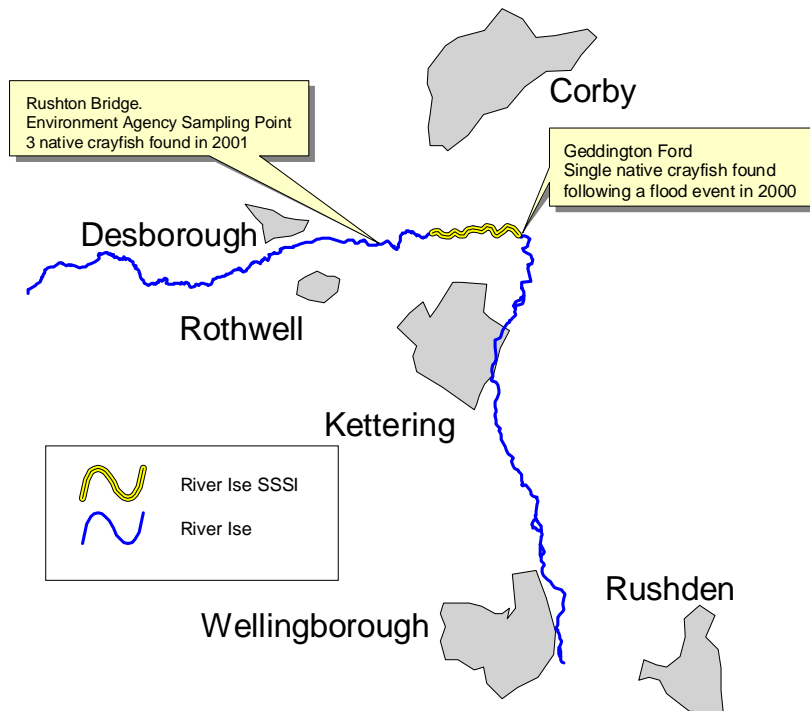 Corby
Rushton Bridge.
Environment Agency Sampling Point
3 native crayfish found in 2001
Geddington Ford
Single native crayfish found
following a flood event in 2000
Desborough
Rothwell
Kettering
River Ise SSSI
River Ise
Rushden
Wellingborough